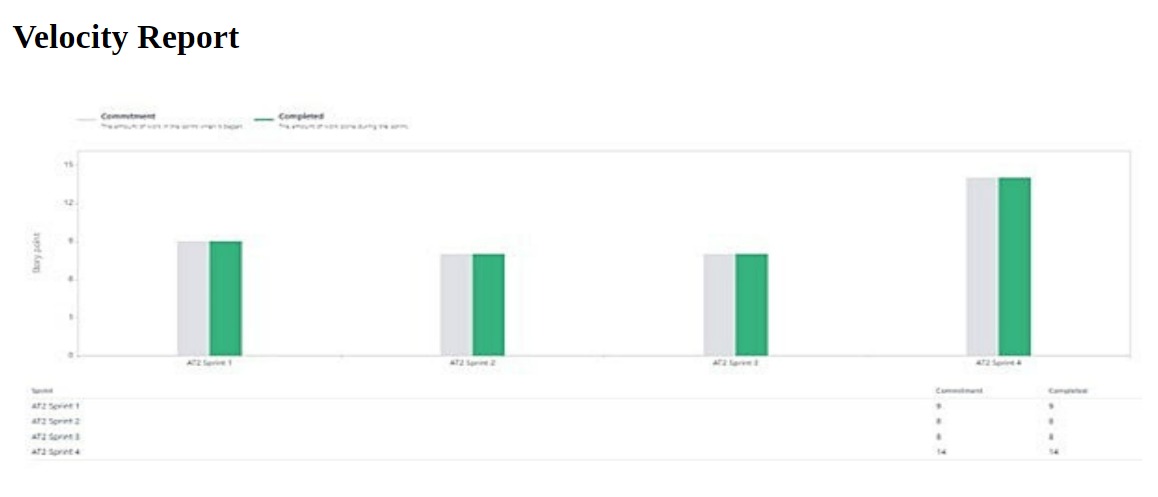 Velocity Report
Commitment Completed
The amount of work in the sprint when it began. The amount of work done during the sprint.
15
12
9
6
3
0
Story point
AT2 Sprint 1 AT2 Sprint 2 AT2 Sprint 3 AT2 Sprint 4
Sprint Commitment Completed
AT2 Sprint 1 9 9
AT2 Sprint 2 8 8
AT2 Sprint 3 8 8
AT2 Sprint 4 14 14